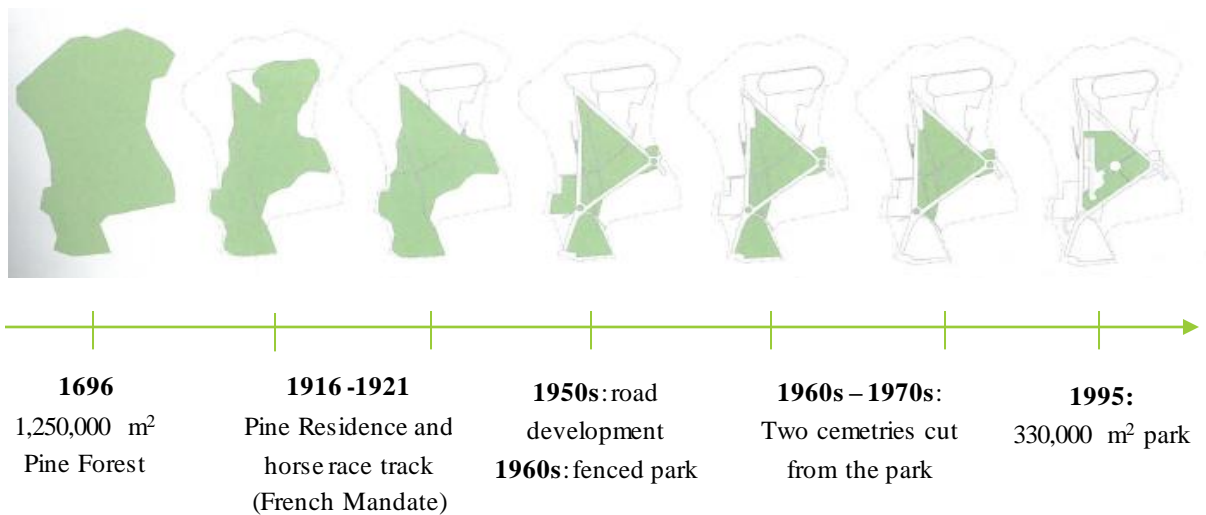 1696
1,250,000 m²
Pine Forest
1916 -1921
Pine Residence and
horse race track
(French Mandate)
1950s: road
development
1960s: fenced park
1960s – 1970s:
Two cemetries cut
from the park
1995:
330,000 m² park